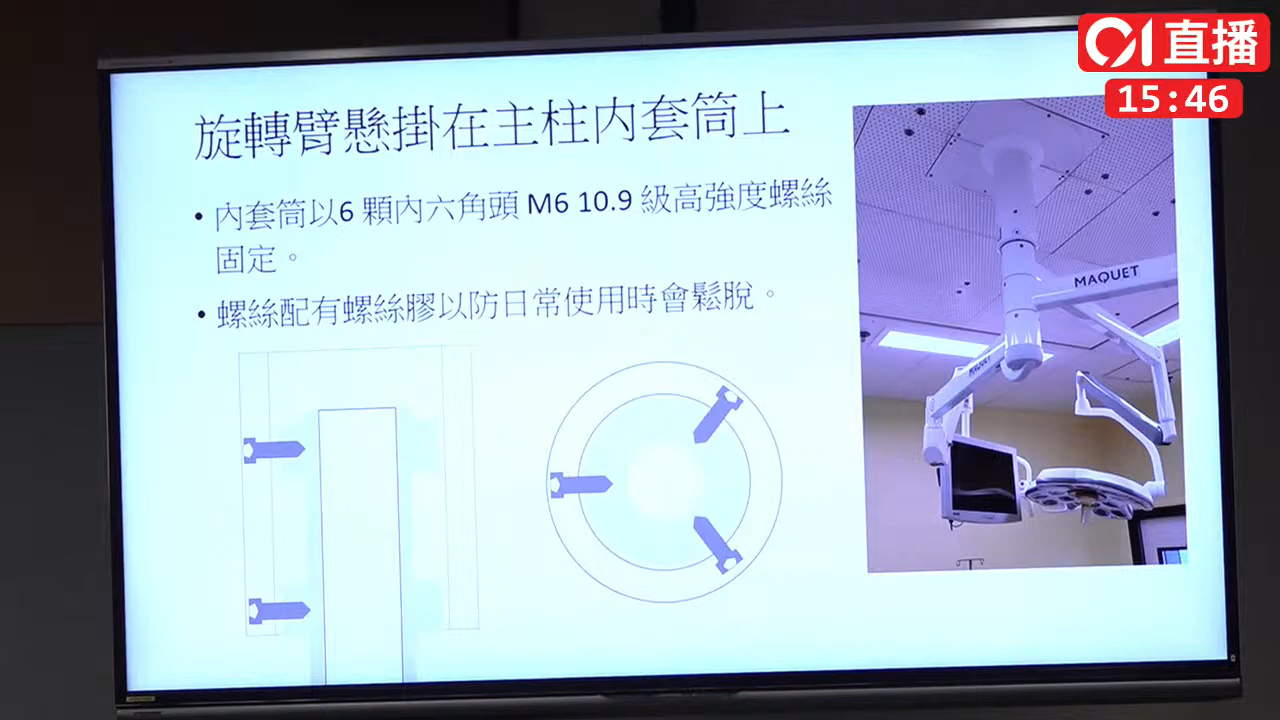 01直播
15:46
旋轉臂懸掛在主柱内套筒上
• 內套筒以6 顆內六角頭 M6 10.9 級高強度螺絲
固定。
• 螺絲配有螺絲膠以防日常使用時會鬆脫。
MAQUET
MAQUET